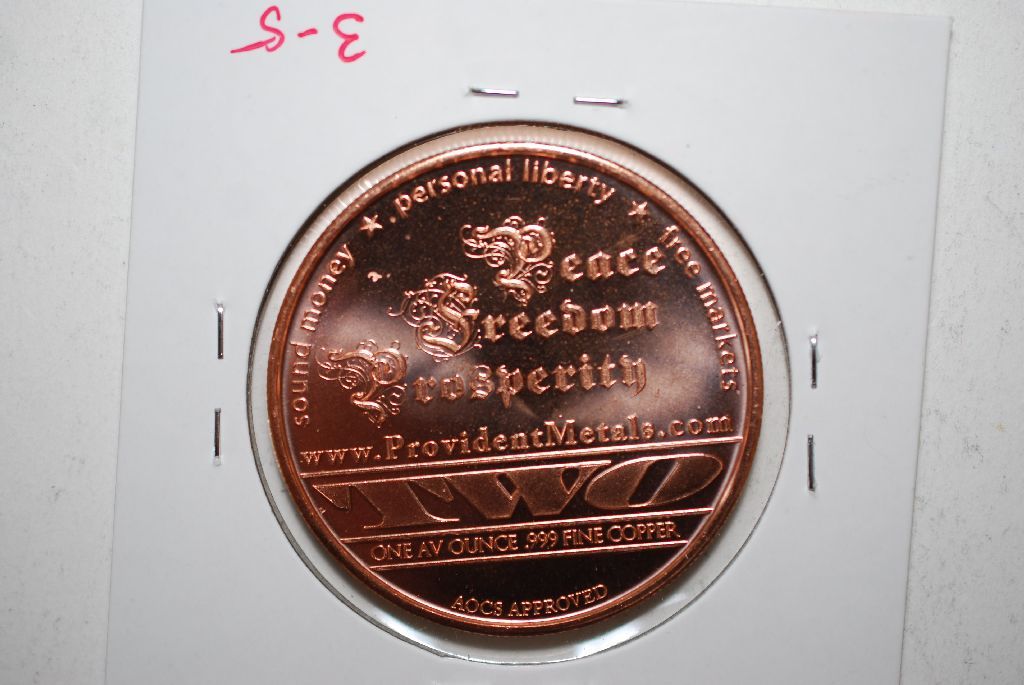 3-5
sound money ★ personal liberty ★ free markets
Peace
Freedom
Prosperity
www.ProvidentMetals.com
TWO
ONE AV OUNCE .999 FINE COPPER
AOCS APPROVED